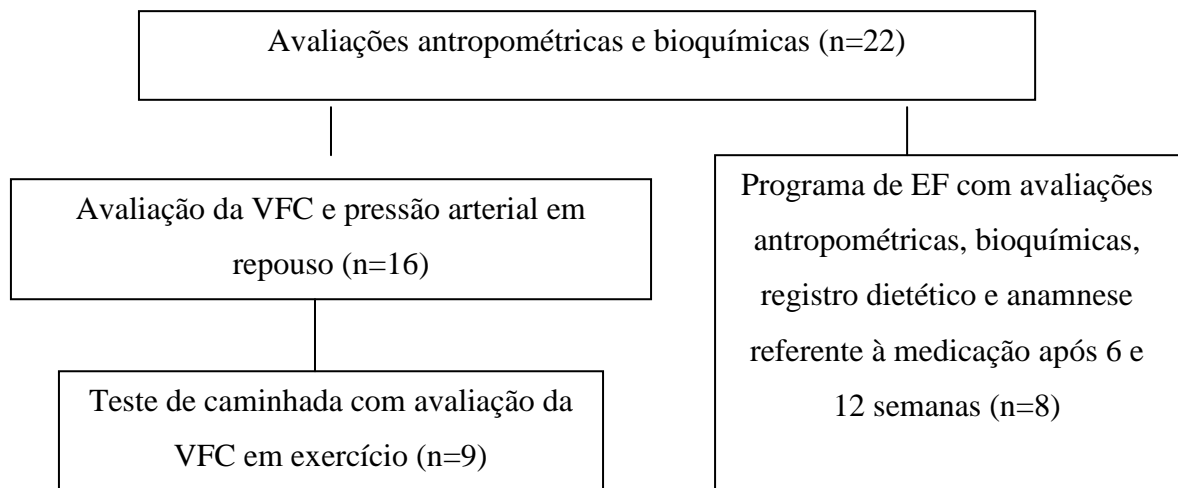 Avaliações antropométricas e bioquímicas (n=22)
Avaliação da VFC e pressão arterial em
repouso (n=16)
Teste de caminhada com avaliação da
VFC em exercício (n=9)
Programa de EF com avaliações
antropométricas, bioquímicas,
registro dietético e anamnese
referente à medicação após 6 e
12 semanas (n=8)